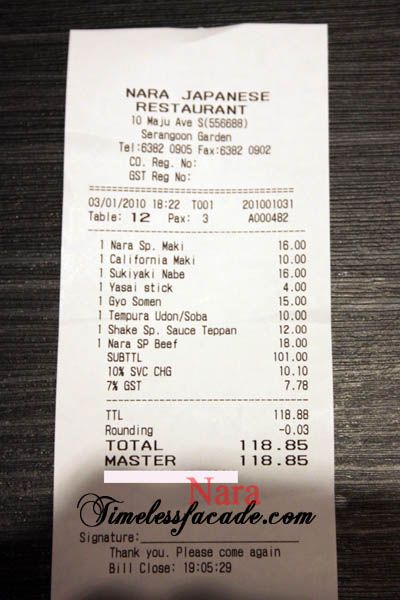 NARA JAPANESE
RESTAURANT
10 Maju Ave S(556688)
Serangoon Garden
Tel:6382 0905 Fax:6382 0902
CO. Reg. No:
GST Reg No:
03/01/2010 18:22 T001 201001031
Table: 12 Pax: 3 A000482
1 Nara Sp. Maki 16.00
1 California Maki 10.00
1 Sukiyaki Nabe 16.00
1 Yasai stick 4.00
1 Gyo Somen 15.00
1 Tempura Udon/Soba 10.00
1 Shake Sp. Sauce Teppan 12.00
1 Nara SP Beef 18.00
SUBTTL 101.00
10% SVC CHG 10.10
7% GST 7.78
TTL 118.88
Rounding -0.03
TOTAL 118.85
MASTER 118.85
Nara
Timelessfacade.com
Signature:
Thank you. Please come again
Bill Close: 19:05:29